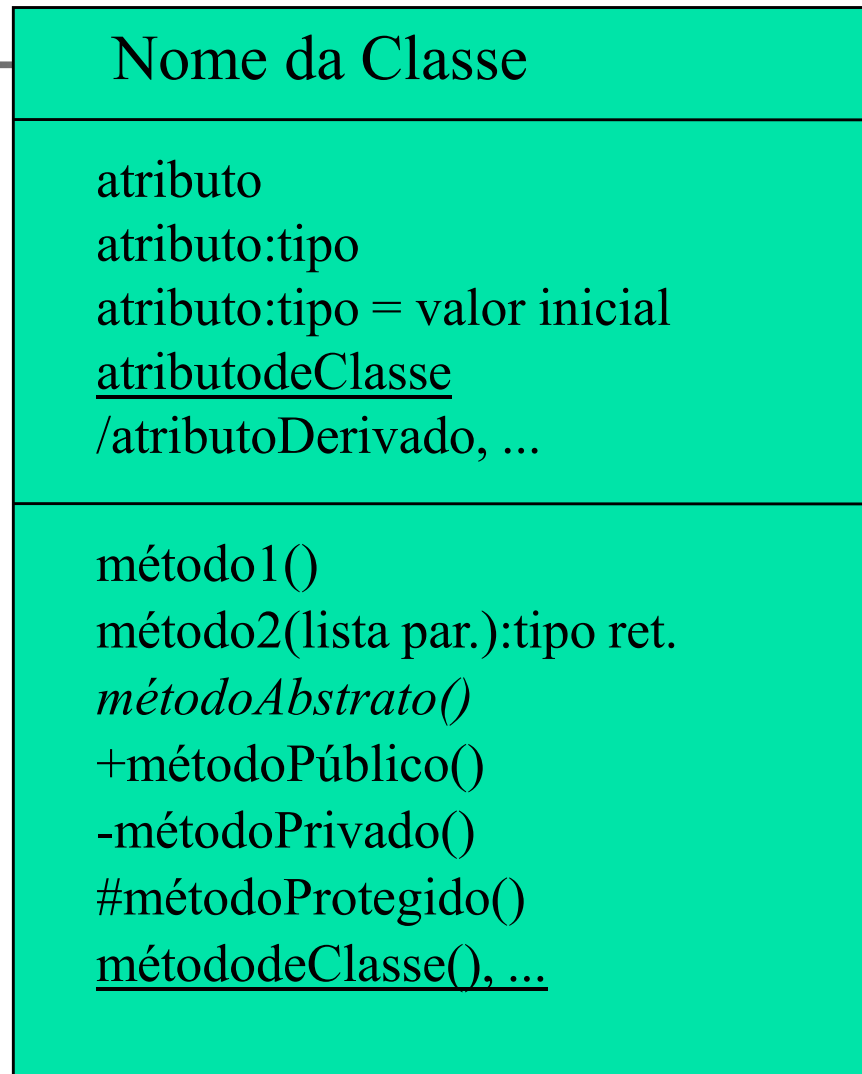 Nome da Classe
atributo
atributo:tipo
atributo:tipo = valor inicial
atributodeClasse
/atributoDerivado, ...
método1()
método2(lista par.):tipo ret.
métodoAbstrato()
+métodoPúblico()
-métodoPrivado()
#métodoProtegido()
métododeClasse(), ...